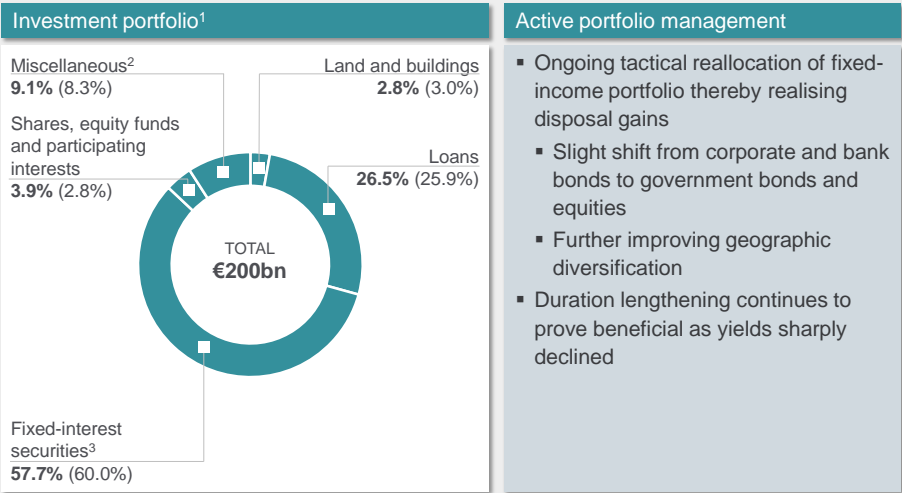 Investment portfolio¹
Miscellaneous²
9.1% (8.3%)
Land and buildings
2.8% (3.0%)
Shares, equity funds
and participating
interests
3.9% (2.8%)
Loans
26.5% (25.9%)
TOTAL
€200bn
Fixed-interest
securities³
57.7% (60.0%)
Active portfolio management
▪ Ongoing tactical reallocation of fixed-
income portfolio thereby realising
disposal gains
▪ Slight shift from corporate and bank
bonds to government bonds and
equities
▪ Further improving geographic
diversification
▪ Duration lengthening continues to
prove beneficial as yields sharply
declined